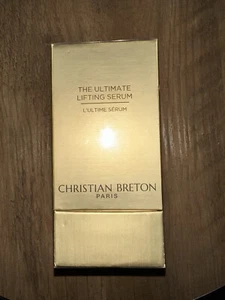 THE ULTIMATE
LIFTING SERUM
L'ULTIME SÉRUM
CHRISTIAN BRETON
PARIS